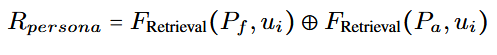 R_{persona} = F_{Retrieval}(P_f, u_i) ⊕ F_{Retrieval}(P_a, u_i)